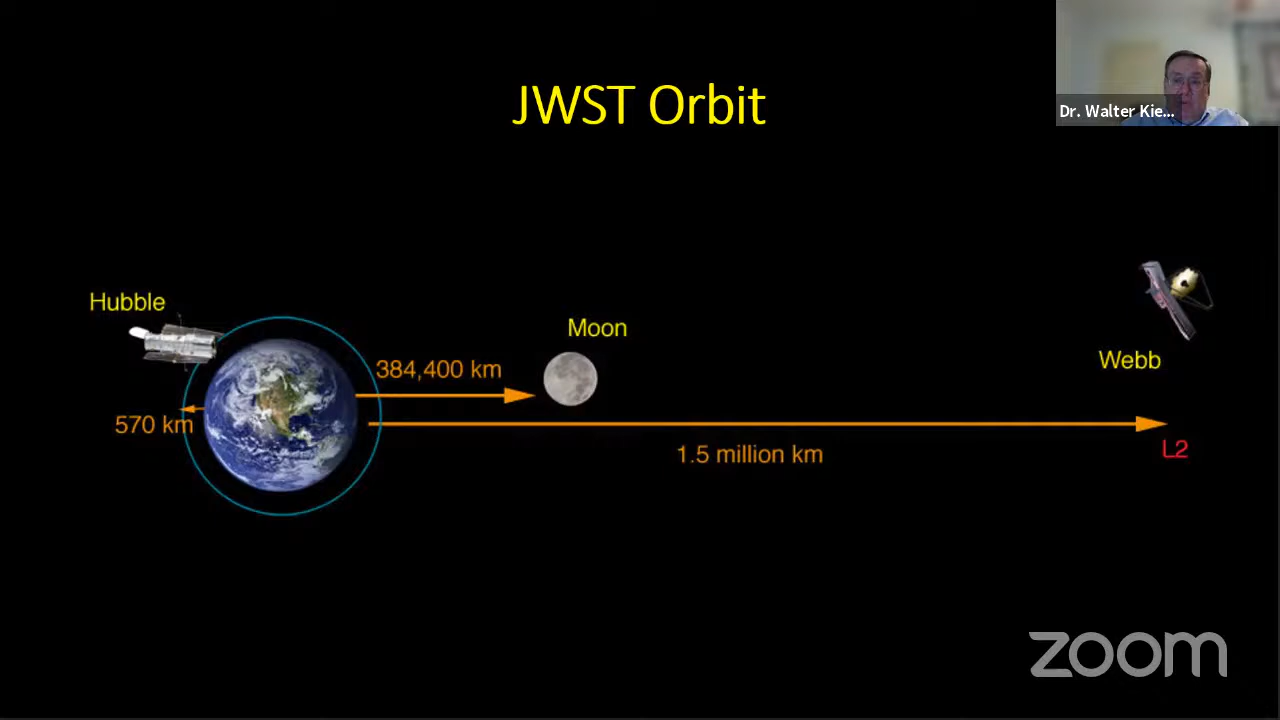 Dr. Walter Kie...
JWST Orbit
Hubble
Moon
384,400 km
Webb
570 km
1.5 million km
L2
zoom